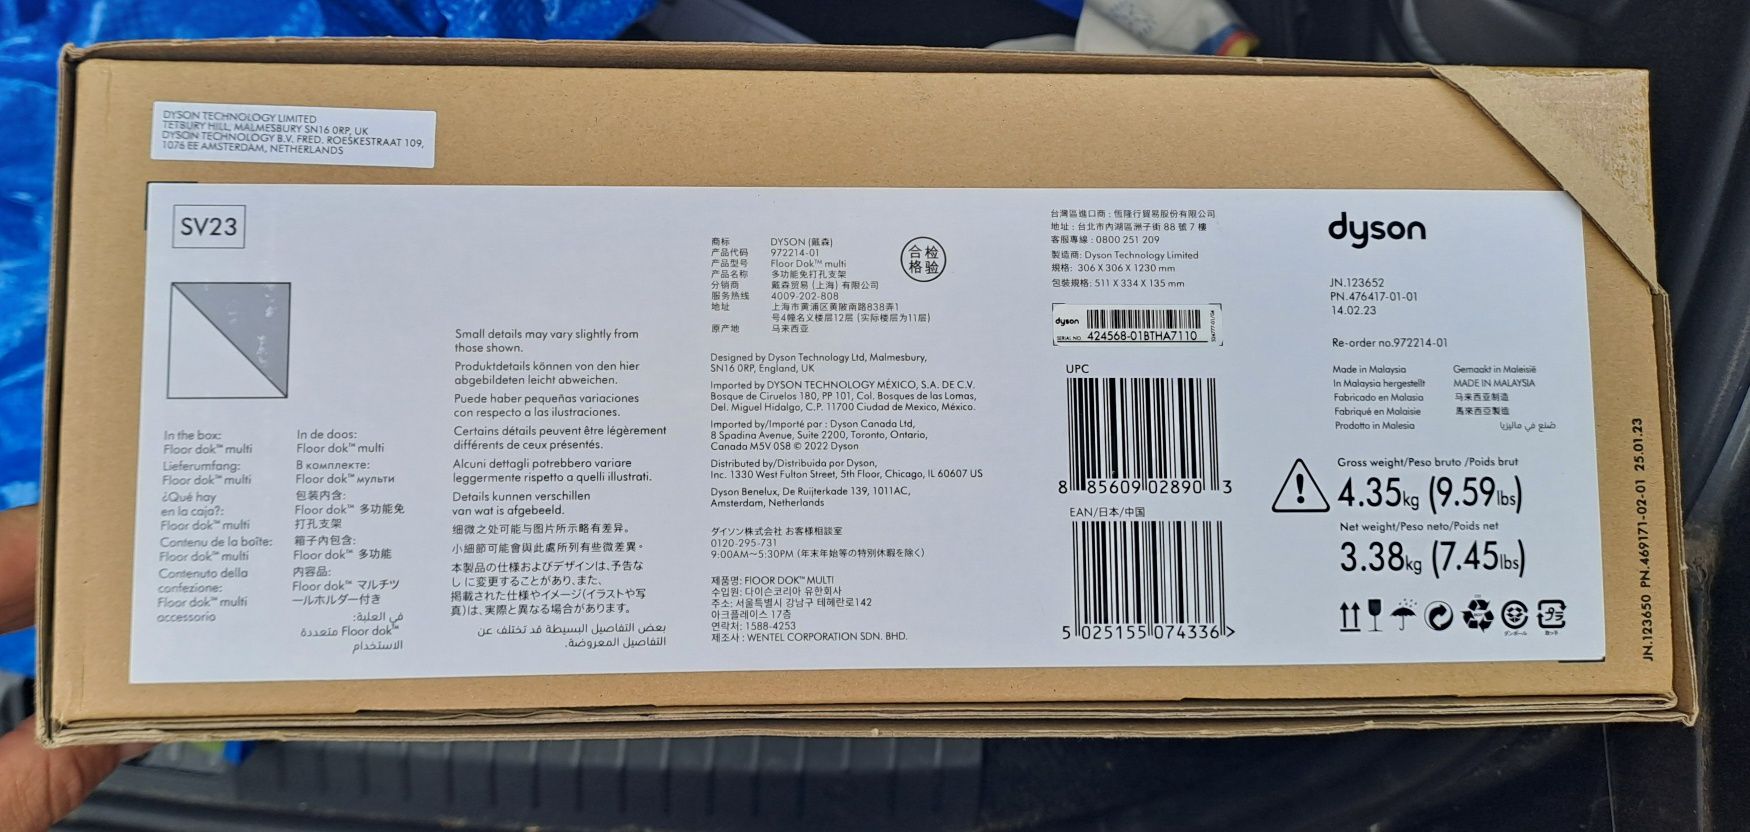 DYSON TECHNOLOGY LIMITED
TETBURY HILL, MALMESBURY SN16 0RP, UK
DYSON TECHNOLOGY B.V. FRED. ROESKESTRAAT 109,
1076 EE AMSTERDAM, NETHERLANDS
SV23
In the box:
Floor dok™ multi
Lieferumfang:
Floor dok™ multi
¿Qué hay
en la caja?:
Floor dok™ multi
Contenu de la boîte:
Floor dok™ multi
Contenuto della
confezione:
Floor dok™ multi
accessorio
In de doos:
Floor dok™ multi
В комплекте:
Floor dok™ мульти
包装内含:
Floor dok™ 多功能免
打孔支架
箱子內包含:
Floor dok™ 多功能
内容品:
Floor dok™ マルチツ
ールホルダー付き
في العلبة:
Floor dok™ متعددة
الاستخدام
Small details may vary slightly from
those shown.
Produktdetails können von den hier
abgebildeten leicht abweichen.
Puede haber pequeñas variaciones
con respecto a las ilustraciones.
Certains détails peuvent être légèrement
différents de ceux présentés.
Alcuni dettagli potrebbero variare
leggermente rispetto a quelli illustrati.
Details kunnen verschillen
van wat is afgebeeld.
细微之处可能与图片所示略有差异。
小細節可能會與此處所列有些微差異。
本製品の仕様およびデザインは、予告な
しに変更することがあり、また、
掲載された仕様やイメージ(イラストや写
真)は、実際と異なる場合があります。
بعض التفاصيل البسيطة قد تختلف عن
التفاصيل المعروضة.
商标 DYSON (戴森)
产品代码 972214-01
产品型号 Floor Dok™ multi
产品名称 多功能免打孔支架
分销商 戴森贸易 (上海) 有限公司
服务热线 4009-202-808
地址 上海市黄浦区黄陂南路838弄1
号4幢名义楼层12层 (实际楼层为11层)
原产地 马来西亚
合检
格验
Designed by Dyson Technology Ltd, Malmesbury,
SN16 0RP, England, UK
Imported by DYSON TECHNOLOGY MÉXICO, S.A. DE C.V.
Bosque de Ciruelos 180, PP 101, Col. Bosques de las Lomas,
Del. Miguel Hidalgo, C.P. 11700 Ciudad de México, México.
Imported by/Importé par : Dyson Canada Ltd,
8 Spadina Avenue, Suite 2200, Toronto, Ontario,
Canada M5V 0S8 © 2022 Dyson
Distributed by/Distribuida por Dyson,
Inc. 1330 West Fulton Street, 5th Floor, Chicago, IL 60607 US
Dyson Benelux, De Ruijterkade 139, 1011AC,
Amsterdam, Netherlands
ダイソン株式会社 お客様相談室
0120-295-731
9:00AM~5:30PM (年末年始等の特別休暇を除く)
제품명: FlOOR DOK™ MULTI
수입원: 다이슨코리아 유한회사
주소: 서울특별시 강남구 테헤란로142
아크플레이스 17층
연락처: 1588-4253
제조사 : WENTEL CORPORATION SDN. BHD.
台灣區進口商 : 恆隆行貿易股份有限公司
地址 : 台北市內湖區洲子街 88 號 7 樓
客服專線 : 0800 251 209
製造商: Dyson Technology Limited
規格: 306 X 306 X 1230 mm
包裝規格: 511 X 334 X 135 mm
dyson
SERIAL NO. 424568-01BTHA7110
UPC
8 85609 02890 3
EAN/日本/中国
5 025155 074336 >
dyson
JN.123652
PN.476417-01-01
14.02.23
Re-order no.972214-01
Made in Malaysia
In Malaysia hergestellt
Fabricado en Malasia
Fabriqué en Malaisie
Prodotto in Malesia
Gemaakt in Maleisië
MADE IN MALAYSIA
马来西亚制造
馬來西亞製造
صنع في ماليزيا
Gross weight/Peso bruto /Poids brut
4.35kg (9.59lbs)
Net weight/Peso neto/Poids net
3.38kg (7.45lbs)
ダンボール
プラ
JN.123650 PN.469171-02-01 25.01.23